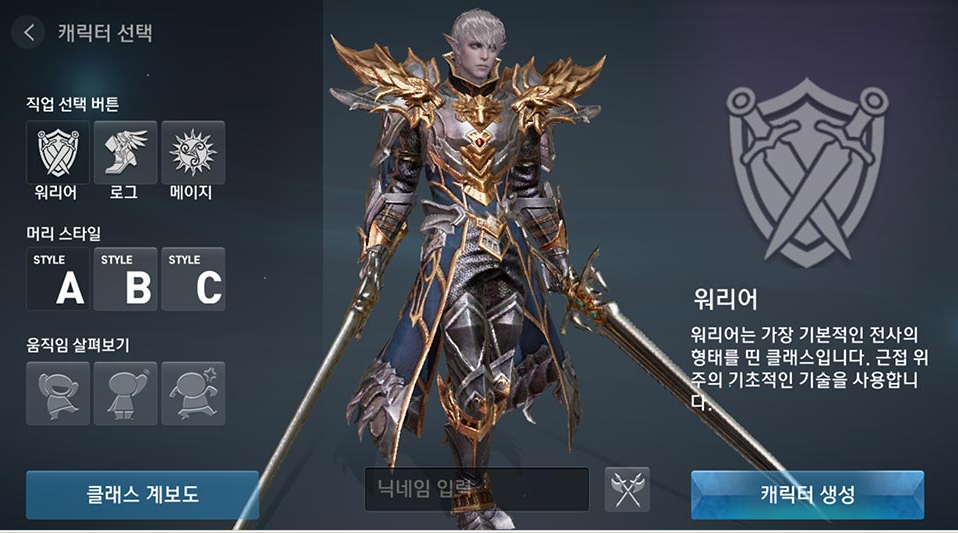 캐릭터 선택
직업 선택 버튼
워리어 로그 메이지
머리 스타일
STYLE A STYLE B STYLE C
움직임 살펴보기
클래스 계보도
닉네임 입력
워리어
워리어는 가장 기본적인 전사의
형태를 띤 클래스입니다. 근접 위
주의 기초적인 기술을 사용합니
다.
캐릭터 생성